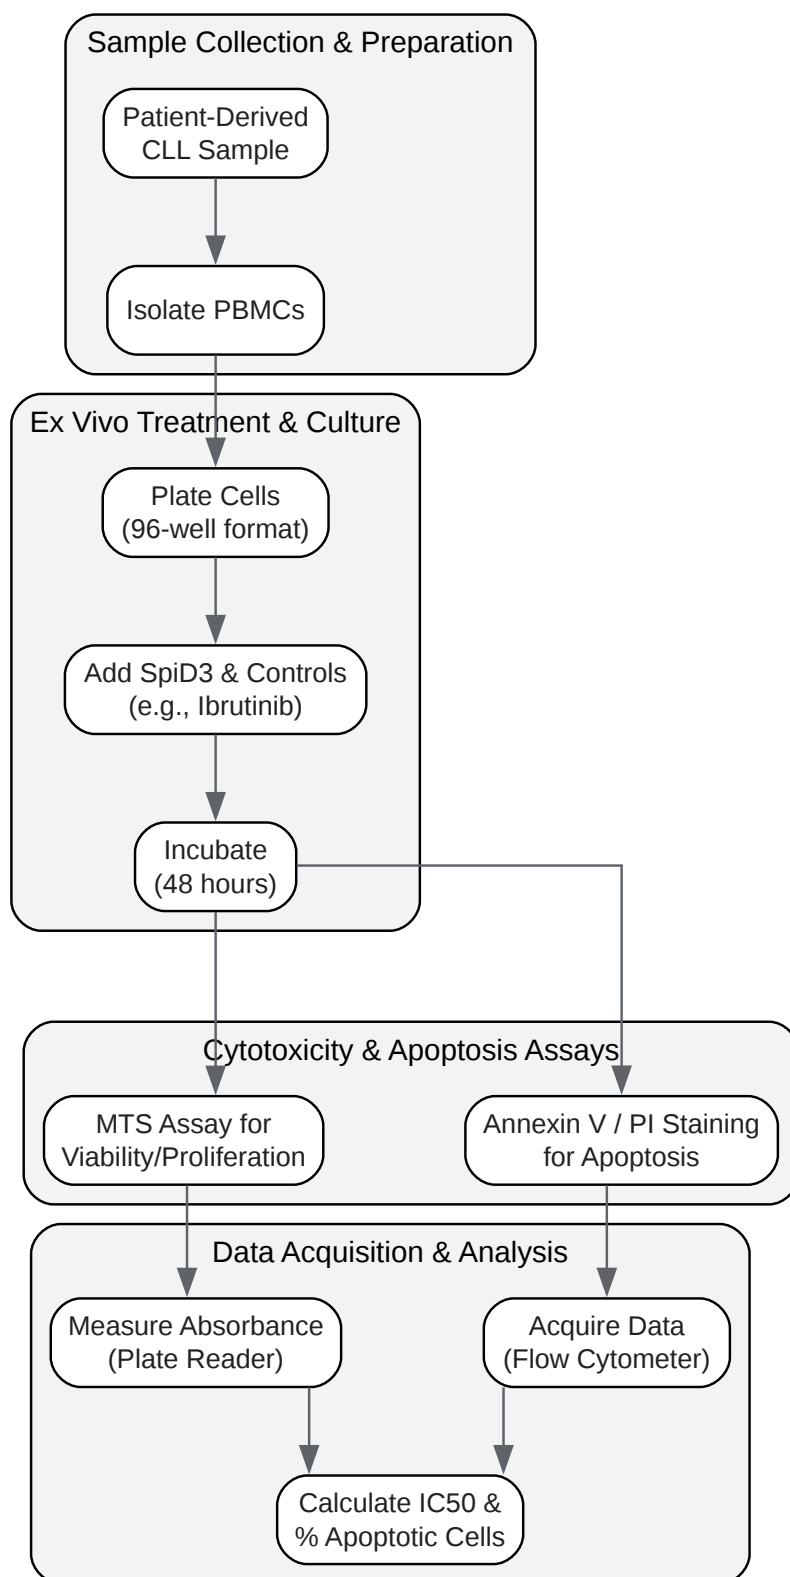 Sample Collection & Preparation
Patient-Derived
CLL Sample
Isolate PBMCs
Ex Vivo Treatment & Culture
Plate Cells
(96-well format)
Add SpiD3 & Controls
(e.g., Ibrutinib)
Incubate
(48 hours)
Cytotoxicity & Apoptosis Assays
MTS Assay for
Viability/Proliferation
Annexin V / PI Staining
for Apoptosis
Data Acquisition & Analysis
Measure Absorbance
(Plate Reader)
Acquire Data
(Flow Cytometer)
Calculate IC50 &
% Apoptotic Cells